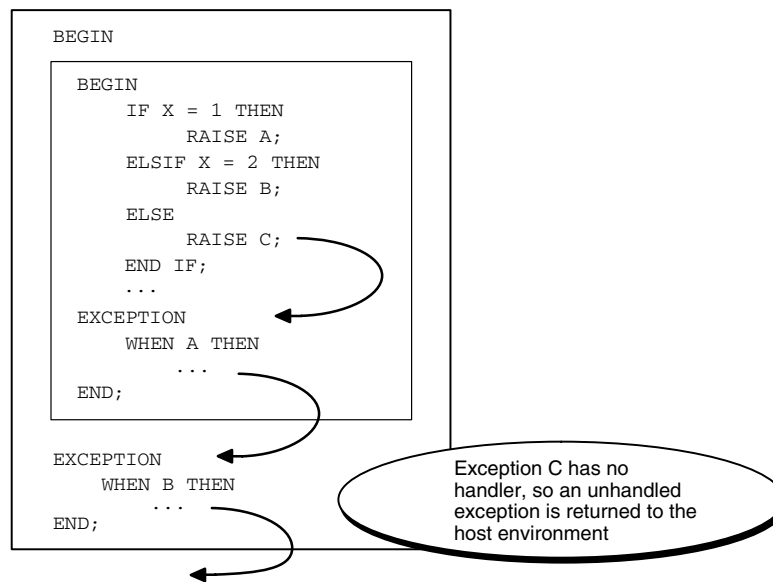 BEGIN
BEGIN
IF X = 1 THEN
RAISE A;
ELSIF X = 2 THEN
RAISE B;
ELSE
RAISE C;
END IF;
...
EXCEPTION
WHEN A THEN
...
END;
EXCEPTION
WHEN B THEN
...
END;
Exception C has no
handler, so an unhandled
exception is returned to the
host environment